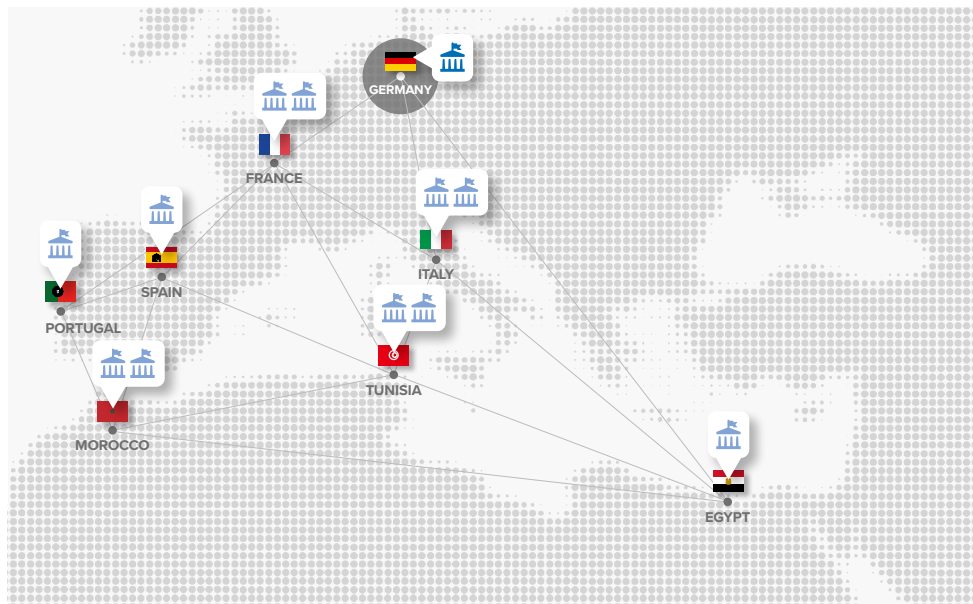 GERMANY
FRANCE
ITALY
SPAIN
PORTUGAL
TUNISIA
MOROCCO
EGYPT